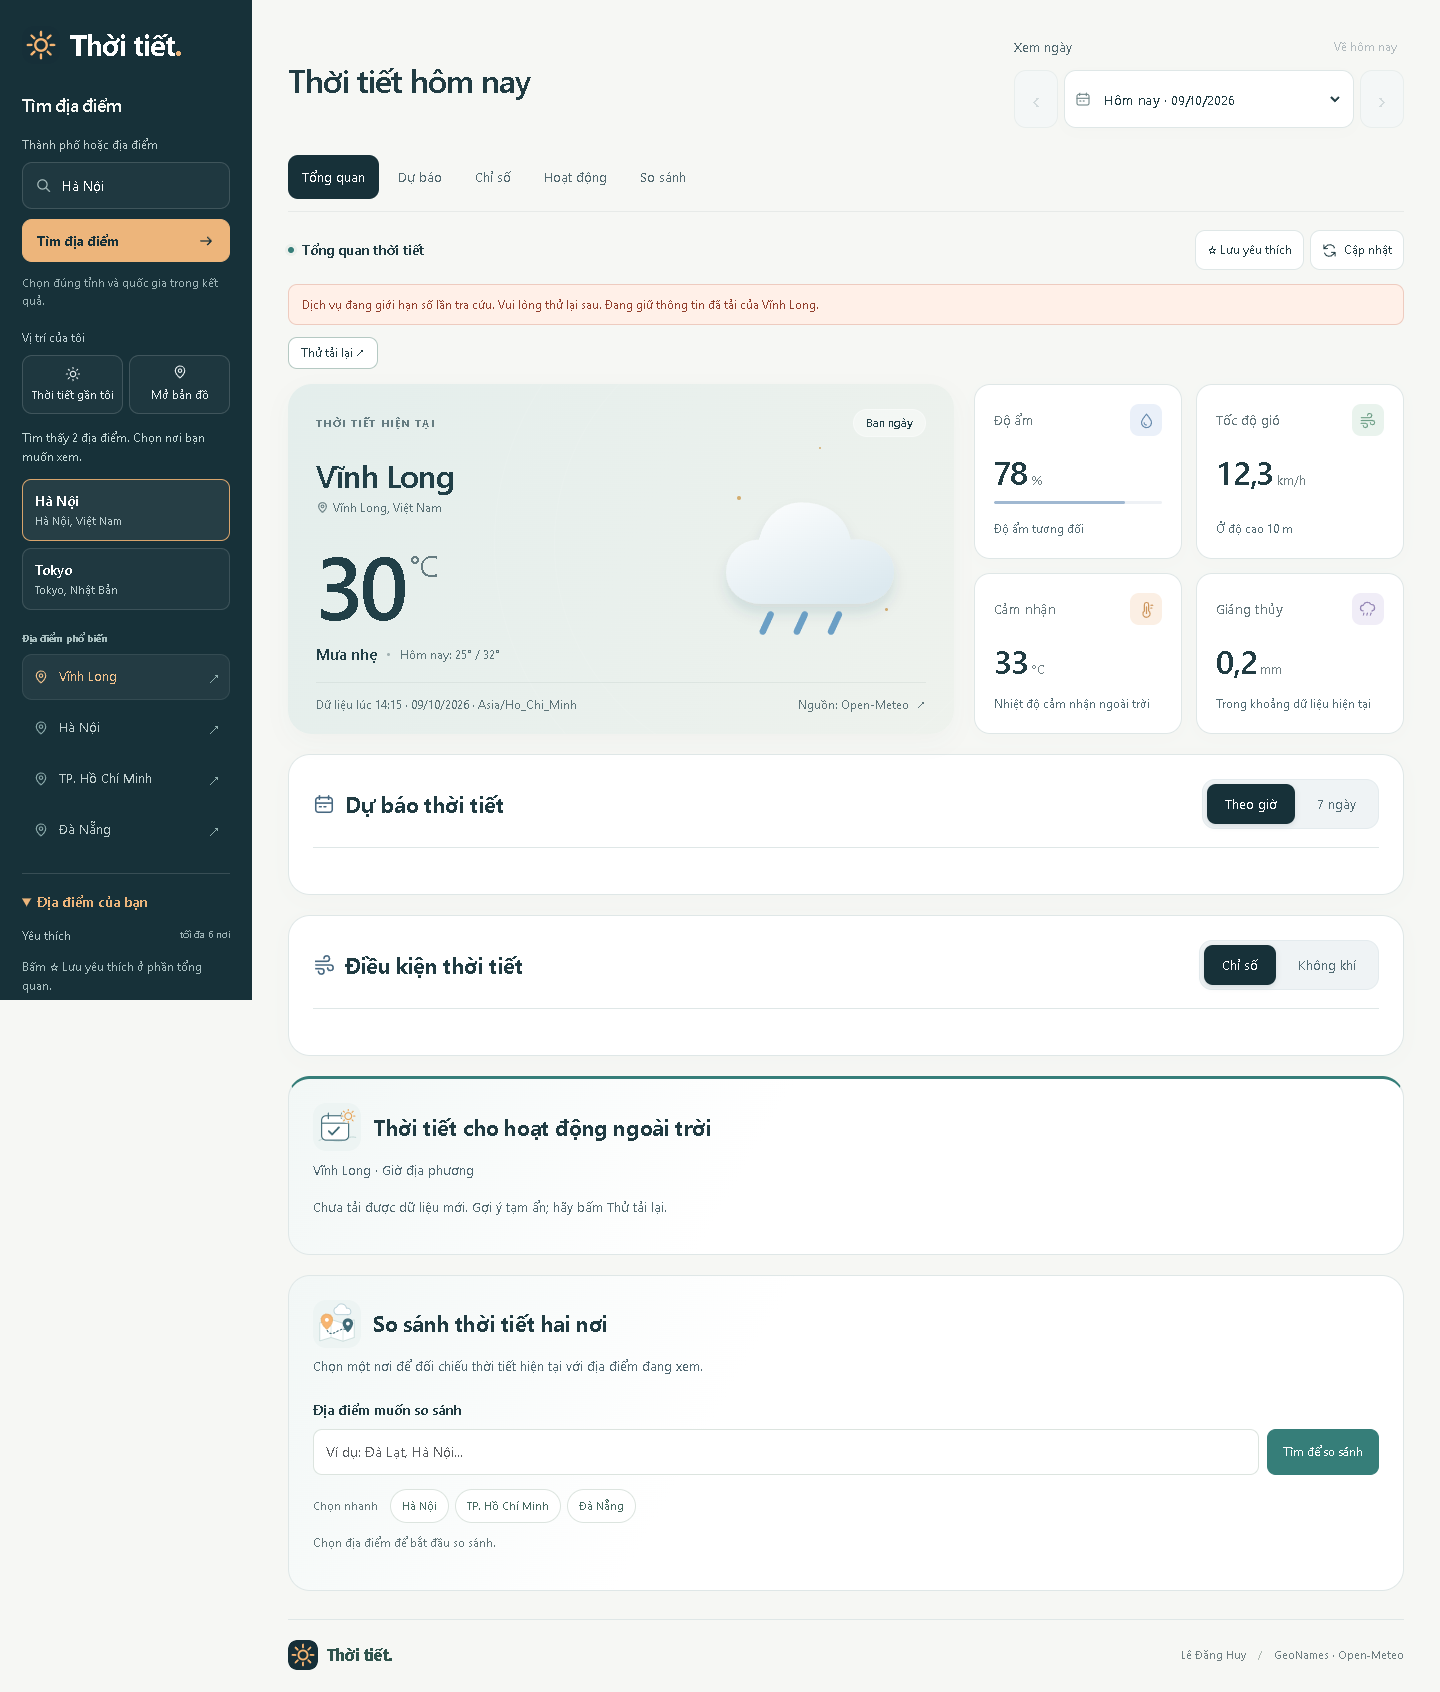 Thời tiết.
Tìm địa điểm
Thành phố hoặc địa điểm
Hà Nội
Tìm địa điểm →
Chọn đúng tỉnh và quốc gia trong kết
quả.
Vị trí của tôi
Thời tiết gần tôi
Mở bản đồ
Tìm thấy 2 địa điểm. Chọn nơi bạn
muốn xem.
Hà Nội
Hà Nội, Việt Nam
Tokyo
Tokyo, Nhật Bản
Địa điểm phổ biến
Vĩnh Long ↗
Hà Nội ↗
TP. Hồ Chí Minh ↗
Đà Nẵng ↗
▼ Địa điểm của bạn
Yêu thích tối đa 6 nơi
Bấm ☆ Lưu yêu thích ở phần tổng
quan.
Thời tiết hôm nay
Xem ngày Về hôm nay
‹ Hôm nay · 09/10/2026 ›
Tổng quan Dự báo Chỉ số Hoạt động So sánh
Tổng quan thời tiết
☆ Lưu yêu thích Cập nhật
Dịch vụ đang giới hạn số lần tra cứu. Vui lòng thử lại sau. Đang giữ thông tin đã tải của Vĩnh Long.
Thử tải lại ↗
THỜI TIẾT HIỆN TẠI Ban ngày
Vĩnh Long
Vĩnh Long, Việt Nam
30°C
Mưa nhẹ • Hôm nay: 25° / 32°
Dữ liệu lúc 14:15 · 09/10/2026 · Asia/Ho_Chi_Minh Nguồn: Open-Meteo ↗
Độ ẩm
78 %
Độ ẩm tương đối
Tốc độ gió
12,3 km/h
Ở độ cao 10 m
Cảm nhận
33 °C
Nhiệt độ cảm nhận ngoài trời
Giáng thủy
0,2 mm
Trong khoảng dữ liệu hiện tại
Dự báo thời tiết Theo giờ 7 ngày
Điều kiện thời tiết Chỉ số Không khí
Thời tiết cho hoạt động ngoài trời
Vĩnh Long · Giờ địa phương
Chưa tải được dữ liệu mới. Gợi ý tạm ẩn; hãy bấm Thử tải lại.
So sánh thời tiết hai nơi
Chọn một nơi để đối chiếu thời tiết hiện tại với địa điểm đang xem.
Địa điểm muốn so sánh
Ví dụ: Đà Lạt, Hà Nội... Tìm để so sánh
Chọn nhanh Hà Nội TP. Hồ Chí Minh Đà Nẵng
Chọn địa điểm để bắt đầu so sánh.
Thời tiết. Lê Đăng Huy / GeoNames · Open-Meteo